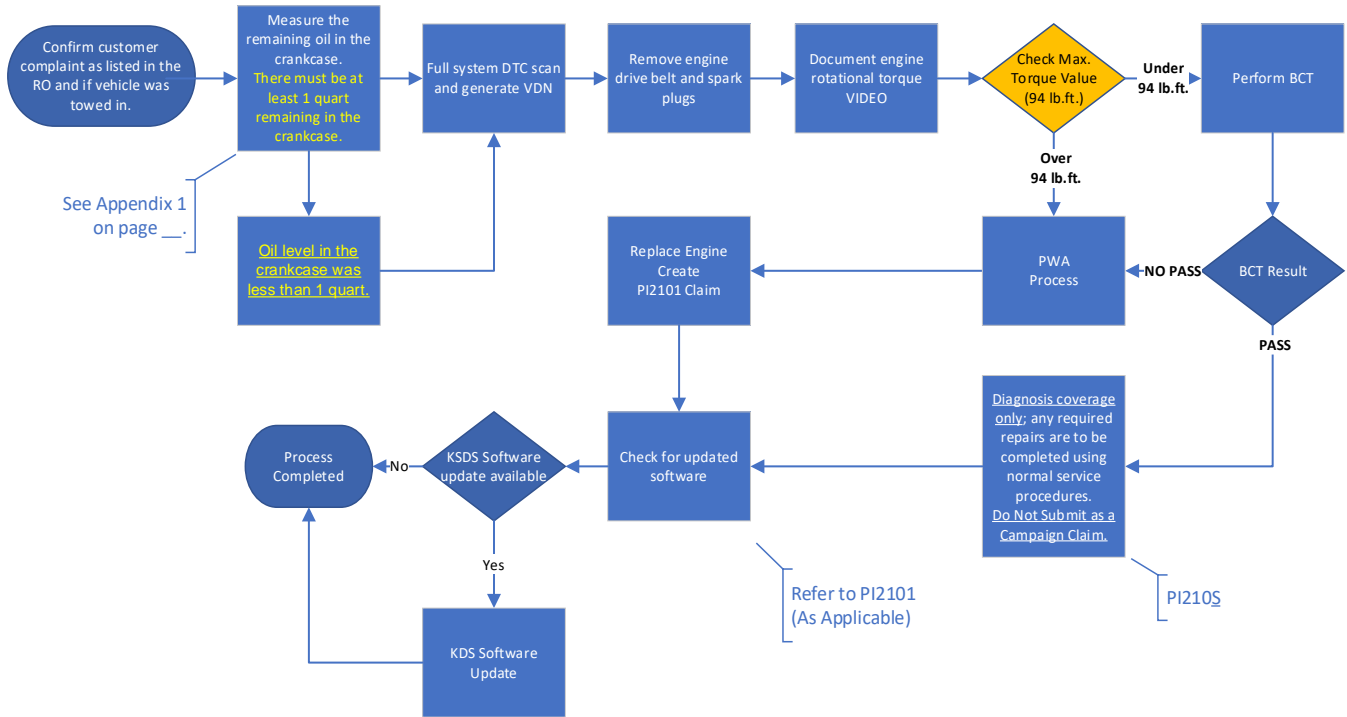 Confirm customer
complaint as listed in the
RO and if vehicle was
towed in.
Measure the
remaining oil in the
crankcase.
There must be at
least 1 quart
remaining in the
crankcase.
Full system DTC scan
and generate VDN
Remove engine
drive belt and spark
plugs
Document engine
rotational torque
VIDEO
Check Max.
Torque Value
(94 lb.ft.)
Under
94 lb.ft.
Perform BCT
Over
94 lb.ft.
See Appendix 1
on page __.
Oil level in the
crankcase was
less than 1 quart.
Replace Engine
Create
PI2101 Claim
PWA
Process
NO PASS
BCT Result
PASS
Diagnosis coverage
only; any required
repairs are to be
completed using
normal service
procedures.
Do Not Submit as a
Campaign Claim.
Process
Completed
No
KSDS Software
update available
Check for updated
software
Yes
Refer to PI2101
(As Applicable)
PI210S
KDS Software
Update